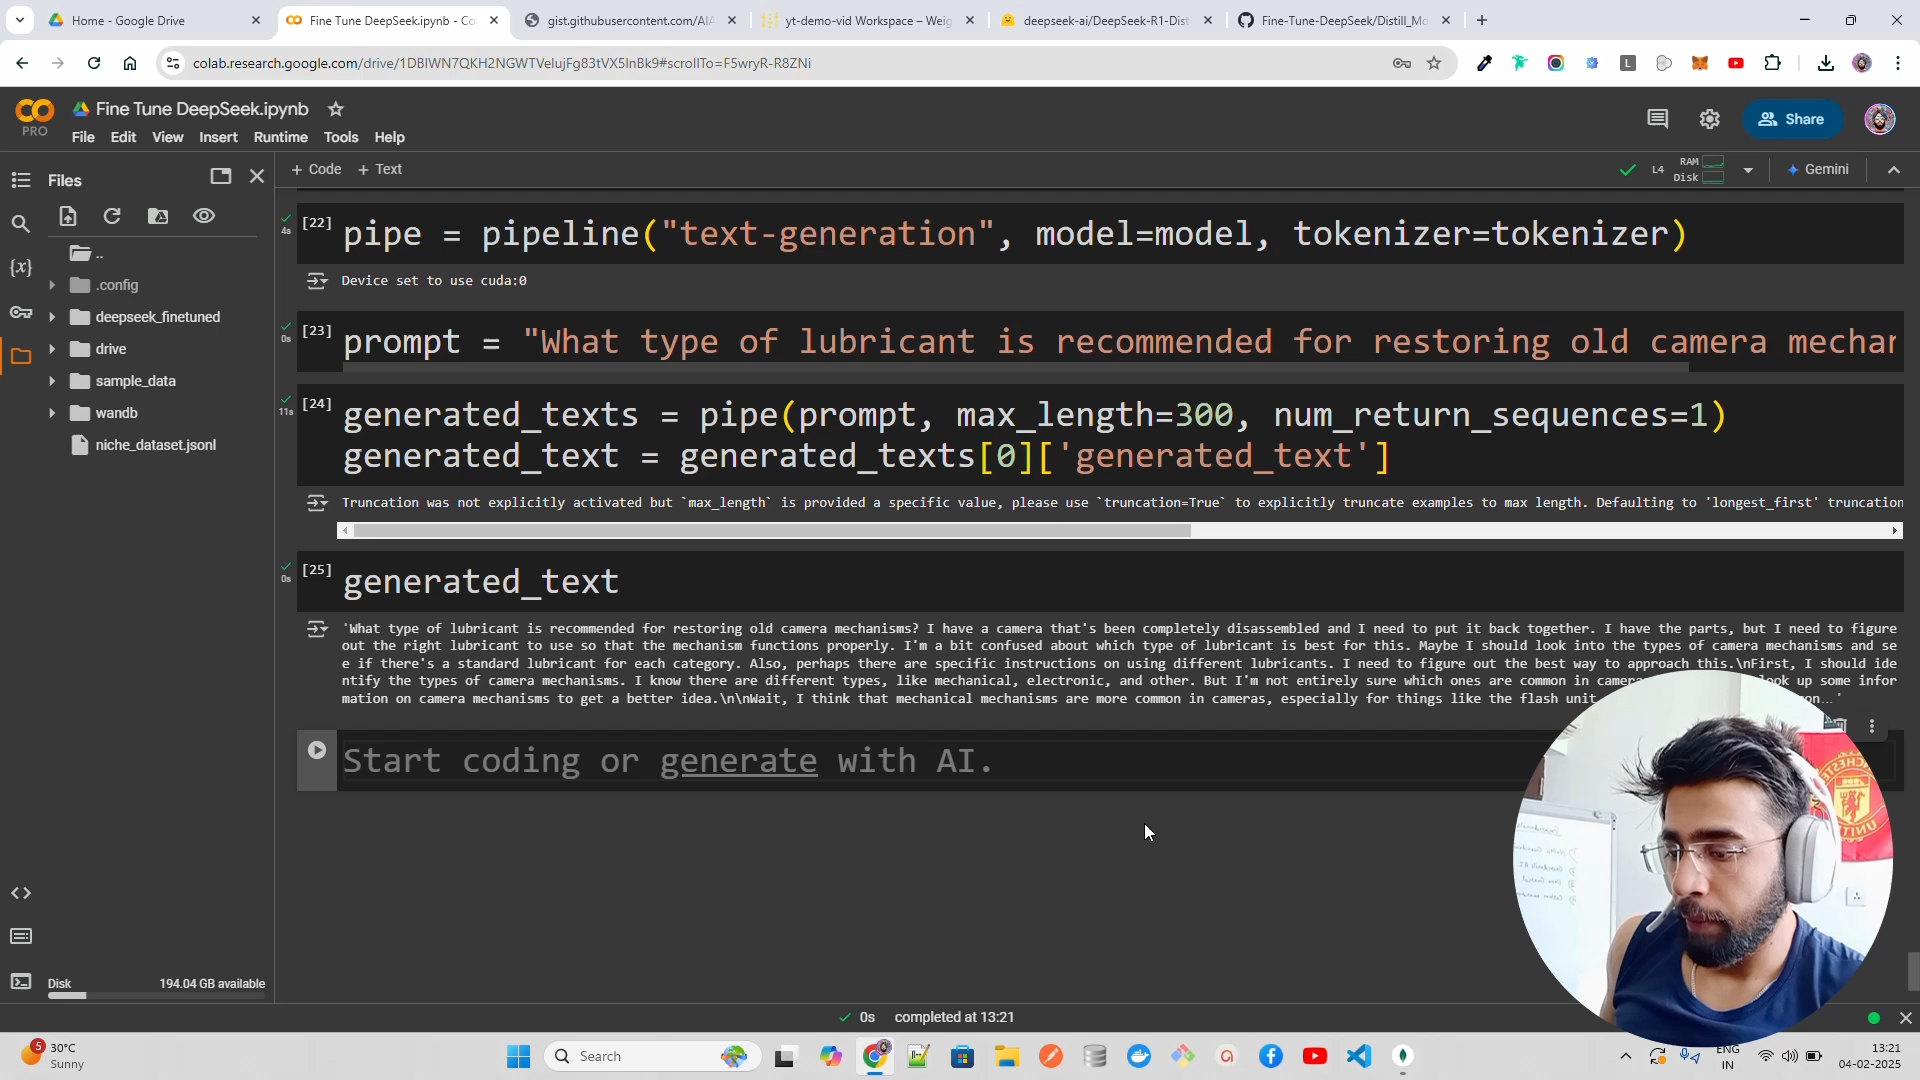 Home - Google Drive
Fine Tune DeepSeek.ipynb - Co
gist.githubusercontent.com/AIA
yt-demo-vid Workspace – Weig
deepseek-ai/DeepSeek-R1-Dist
Fine-Tune-DeepSeek/Distill_Mo
colab.research.google.com/drive/1DBIWN7QKH2NGWTVelujFg83tVX5InBk9#scrollTo=F5wryR-R8ZNi
Fine Tune DeepSeek.ipynb
PRO
File Edit View Insert Runtime Tools Help
Share
Files
+ Code + Text
L4
RAM
Disk
Gemini
..
.config
deepseek_finetuned
drive
sample_data
wandb
niche_dataset.jsonl
Disk 194.04 GB available
4s
[22] pipe = pipeline("text-generation", model=model, tokenizer=tokenizer)
Device set to use cuda:0
0s
[23] prompt = "What type of lubricant is recommended for restoring old camera mechan
11s
[24] generated_texts = pipe(prompt, max_length=300, num_return_sequences=1)
generated_text = generated_texts[0]['generated_text']
Truncation was not explicitly activated but `max_length` is provided a specific value, please use `truncation=True` to explicitly truncate examples to max length. Defaulting to 'longest_first' truncation
0s
[25] generated_text
'What type of lubricant is recommended for restoring old camera mechanisms? I have a camera that's been completely disassembled and I need to put it back together. I have the parts, but I need to figure
out the right lubricant to use so that the mechanism functions properly. I'm a bit confused about which type of lubricant is best for this. Maybe I should look into the types of camera mechanisms and se
e if there's a standard lubricant for each category. Also, perhaps there are specific instructions on using different lubricants. I need to figure out the best way to approach this.\nFirst, I should ide
ntify the types of camera mechanisms. I know there are different types, like mechanical, electronic, and other. But I'm not entirely sure which ones are common in camera look up some infor
mation on camera mechanisms to get a better idea.\n\nWait, I think that mechanical mechanisms are more common in cameras, especially for things like the flash unit on…'
Start coding or generate with AI.
0s completed at 13:21
UNITED
5
30°C
Sunny
Search
ENG
IN
13:21
04-02-2025